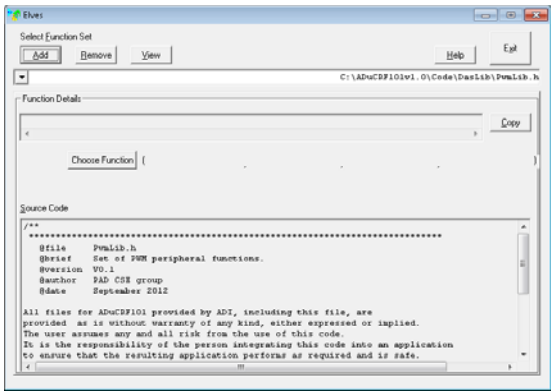 Elves
Select Function Set
Add Remove View Help Exit
C:\ADuCRF101v1.0\Code\DasLib\PwmLib.h
Function Details
Copy
Choose Function ( , , , )
Source Code
/**
*****************************************************************************
@file PwmLib.h
@brief Set of PWM peripheral functions.
@version V0.1
@author PAD CSE group
@date September 2012
All files for ADuCRF101 provided by ADI, including this file, are
provided as is without warranty of any kind, either expressed or implied.
The user assumes any and all risk from the use of this code.
It is the responsibility of the person integrating this code into an application
to ensure that the resulting application performs as required and is safe.